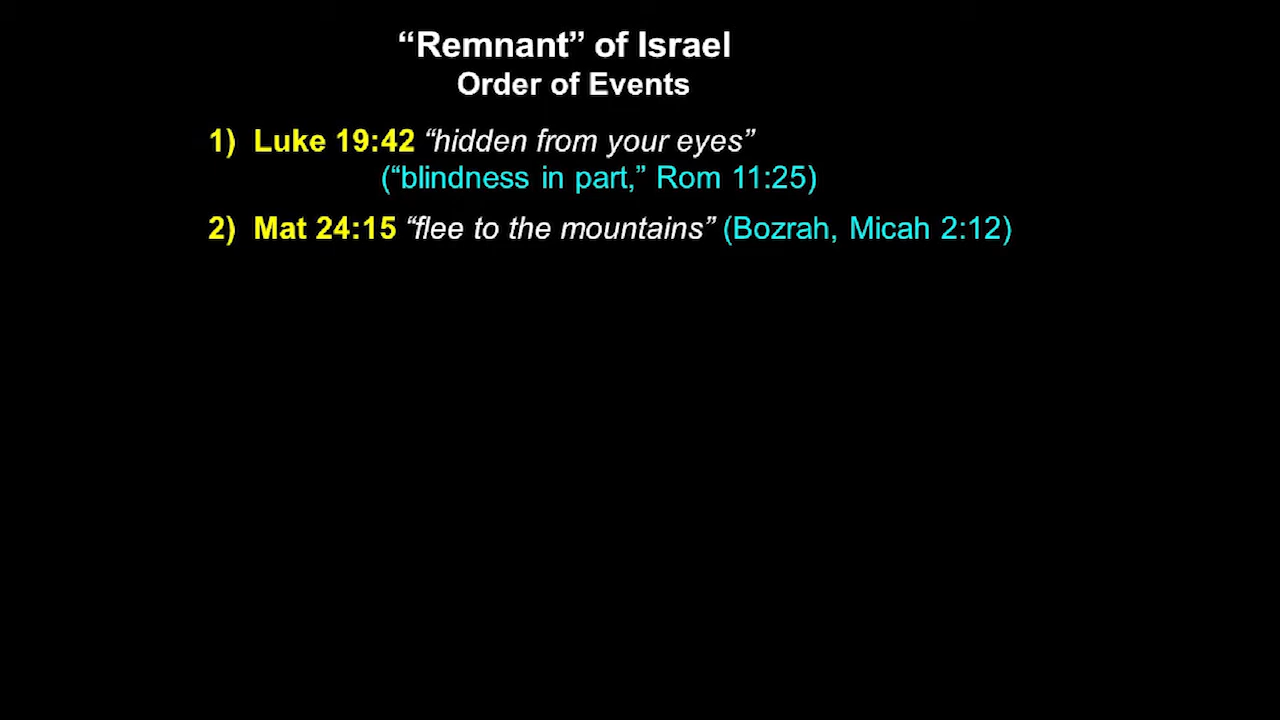 “Remnant” of Israel
Order of Events
1) Luke 19:42 “hidden from your eyes”
(“blindness in part,” Rom 11:25)
2) Mat 24:15 “flee to the mountains” (Bozrah, Micah 2:12)